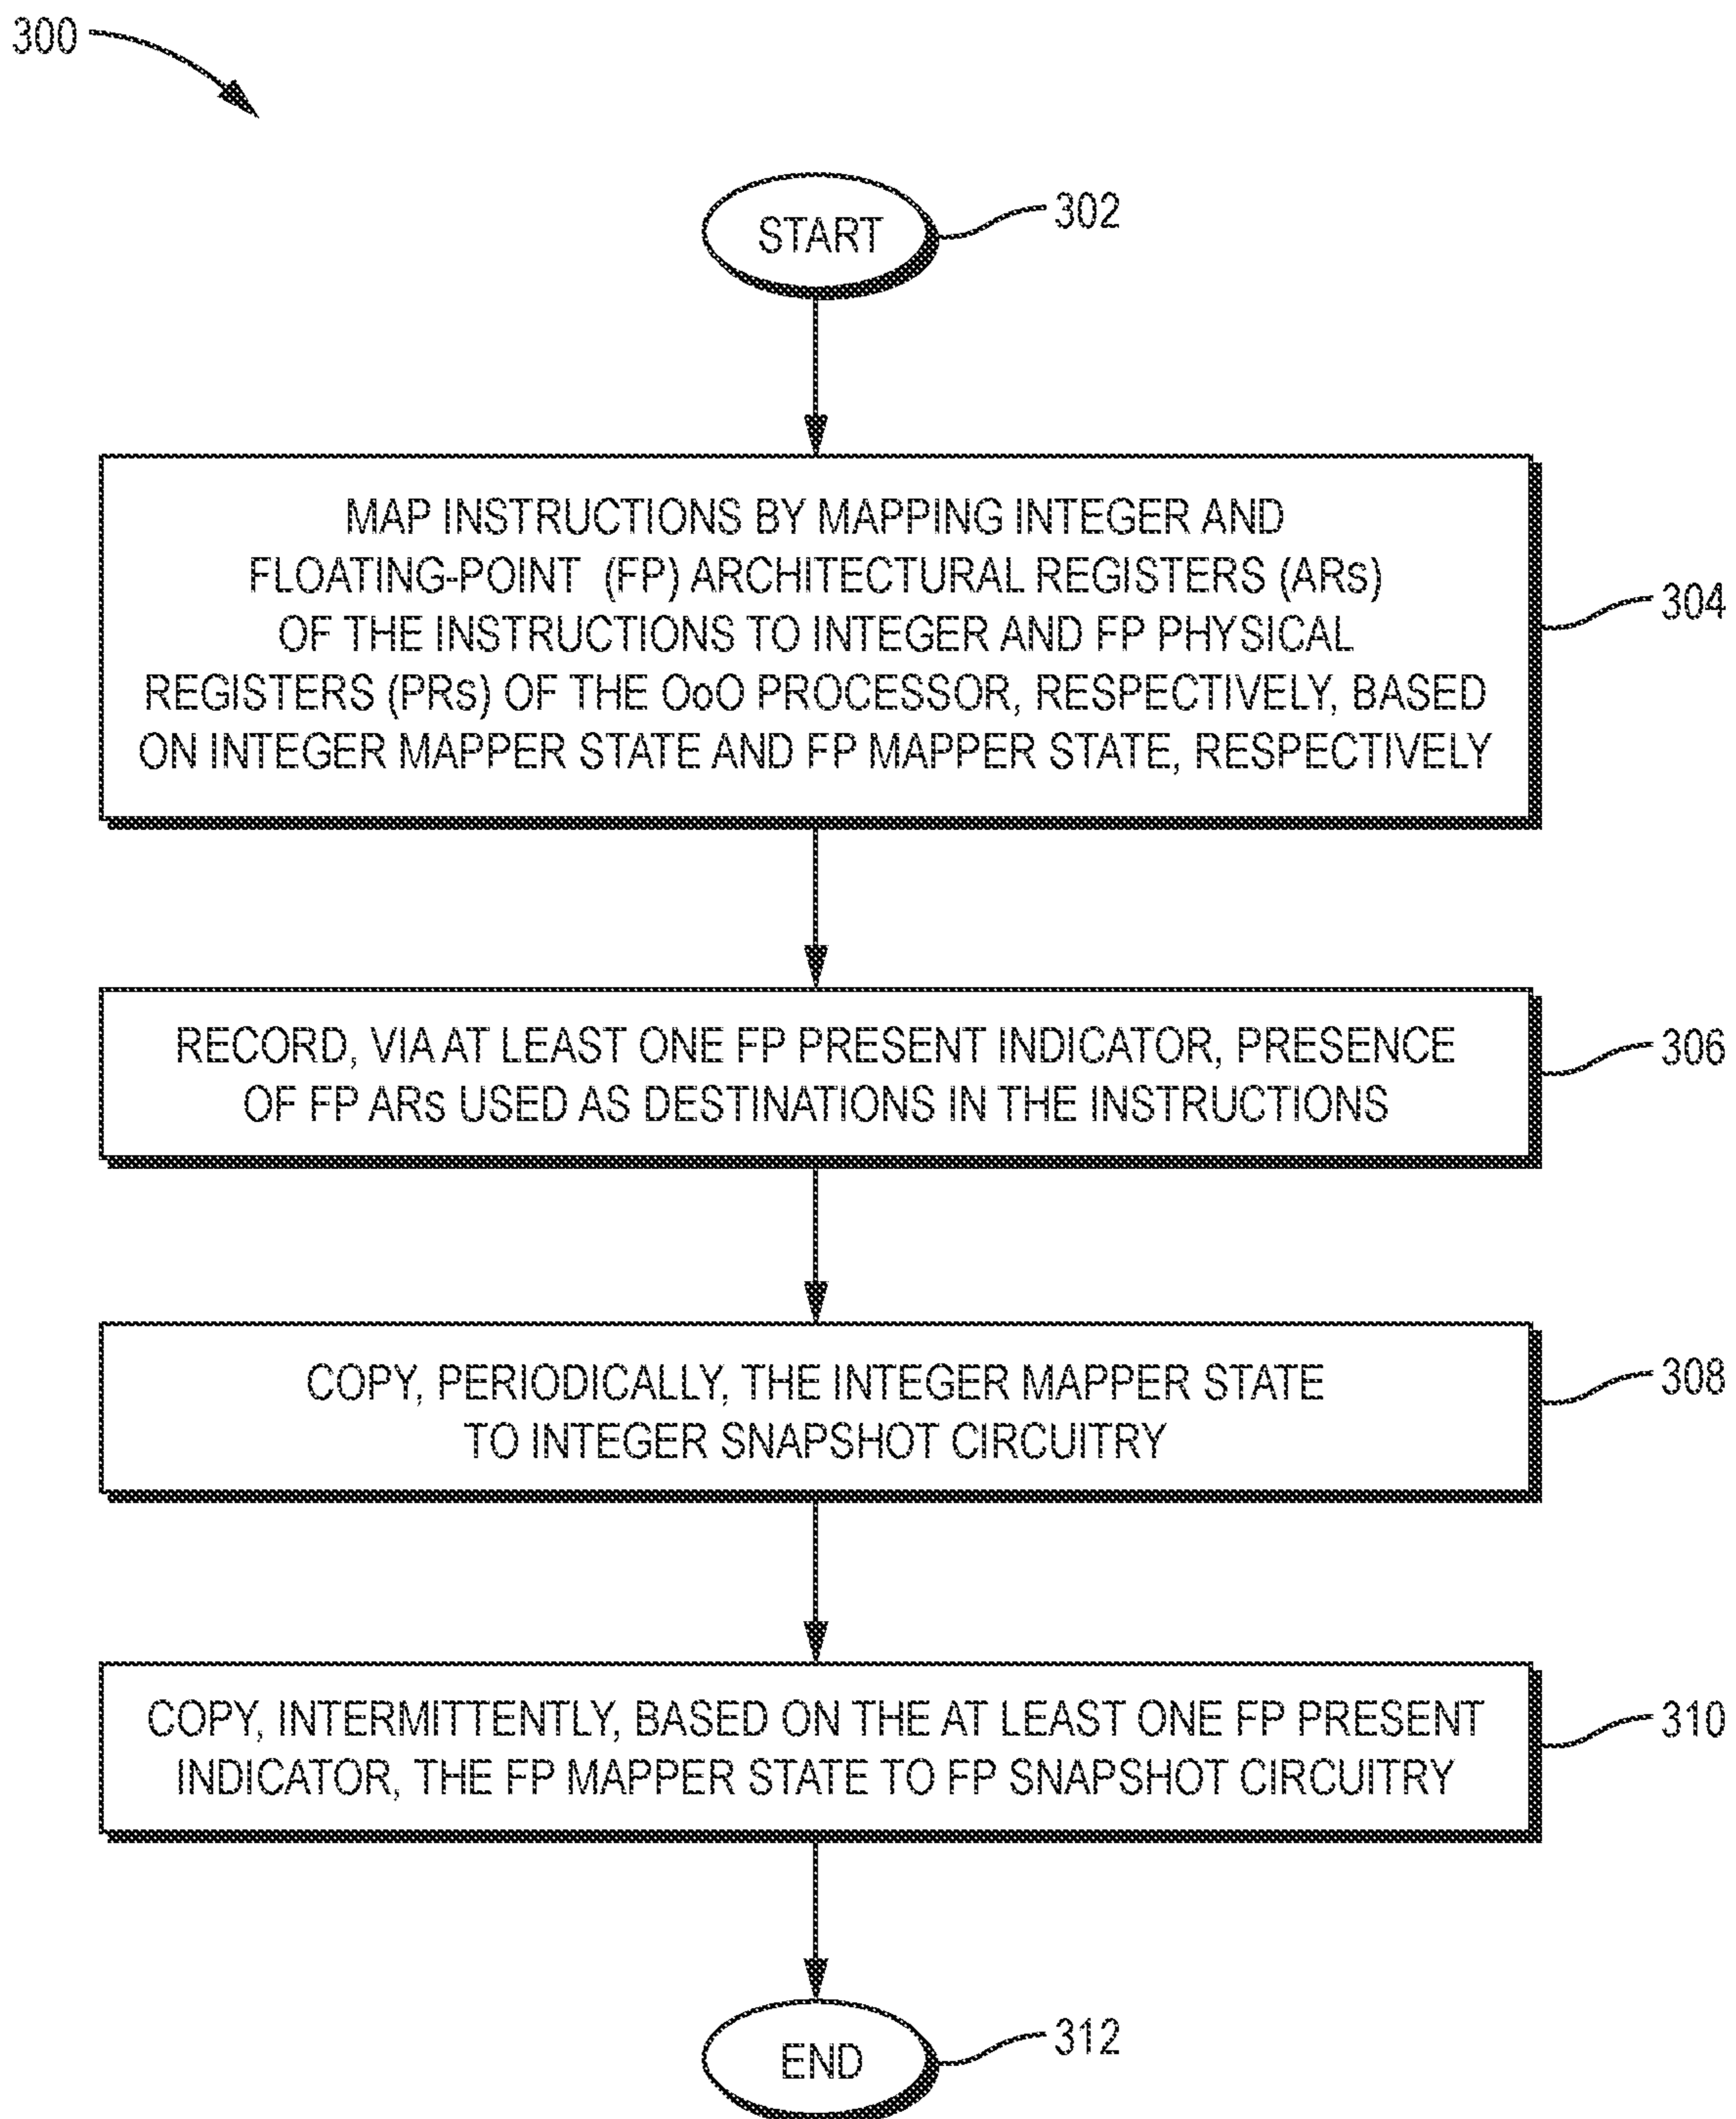 300
START
302
MAP INSTRUCTIONS BY MAPPING INTEGER AND
FLOATING-POINT (FP) ARCHITECTURAL REGISTERS (ARs)
OF THE INSTRUCTIONS TO INTEGER AND FP PHYSICAL
REGISTERS (PRs) OF THE OoO PROCESSOR, RESPECTIVELY, BASED
ON INTEGER MAPPER STATE AND FP MAPPER STATE, RESPECTIVELY
304
RECORD, VIA AT LEAST ONE FP PRESENT INDICATOR, PRESENCE
OF FP ARs USED AS DESTINATIONS IN THE INSTRUCTIONS
306
COPY, PERIODICALLY, THE INTEGER MAPPER STATE
TO INTEGER SNAPSHOT CIRCUITRY
308
COPY, INTERMITTENTLY, BASED ON THE AT LEAST ONE FP PRESENT
INDICATOR, THE FP MAPPER STATE TO FP SNAPSHOT CIRCUITRY
310
END
312